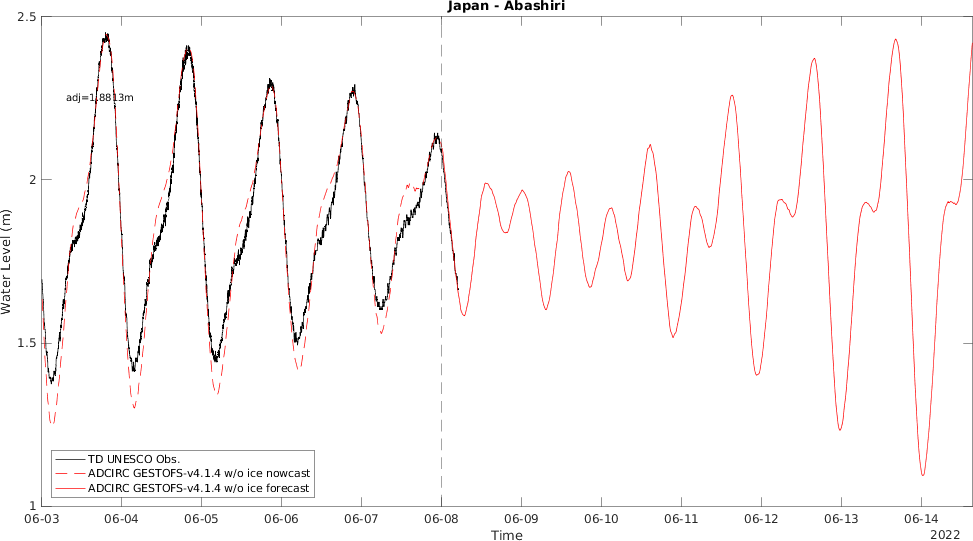 Japan - Abashiri
2.5
2
1.5
1
Water Level (m)
adj=1.8813m
TD UNESCO Obs.
ADCIRC GESTOFS-v4.1.4 w/o ice nowcast
ADCIRC GESTOFS-v4.1.4 w/o ice forecast
06-03 06-04 06-05 06-06 06-07 06-08 06-09 06-10 06-11 06-12 06-13 06-14
Time
2022